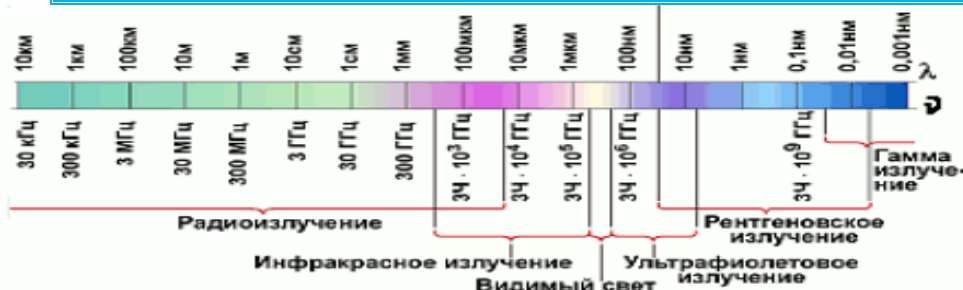 10км 1км 100км 10м 1м 10см 1см 1мм 100мкм 10мкм 1мкм 100нм 10нм 1нм 0,1нм 0,01нм 0,001нм
λ
30 кГц 300 кГц 3 МГц 30 МГц 300 МГц 3 ГГц 30 ГГц 300 ГГц 3Ч·10³ ГГц 3Ч·10⁴ ГГц 3Ч·10⁵ ГГц 3Ч·10⁶ ГГц 3Ч·10⁹ ГГц
Гамма
излуче-
ние
Радиоизлучение
Рентгеновское
излучение
Инфракрасное излучение
Ультрафиолетовое
излучение
Видимый свет